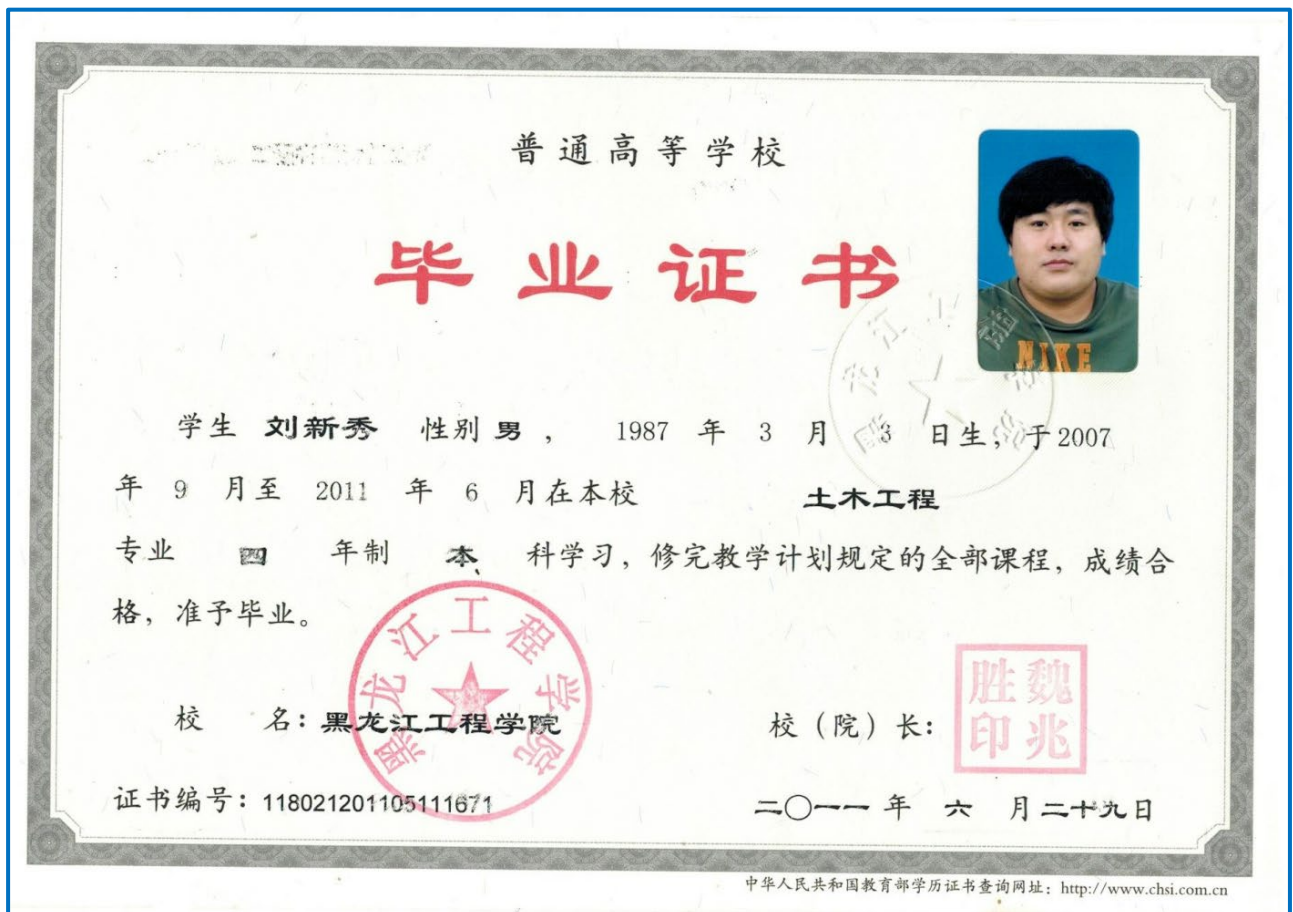 普通高等学校
毕业证书
NIKE
学生 刘新秀 性别 男 , 1987 年 3 月 3 日生, 于2007
年 9 月至 2011 年 6 月在本校 土木工程
专业 四 年制 本 科学习, 修完教学计划规定的全部课程, 成绩合
格, 准予毕业。
黑龙江工程学院
校 名: 黑龙江工程学院 校(院)长: 魏兆胜印
证书编号: 118021201105111671 二〇一一 年 六 月二十九日
中华人民共和国教育部学历证书查询网址: http://www.chsi.com.cn